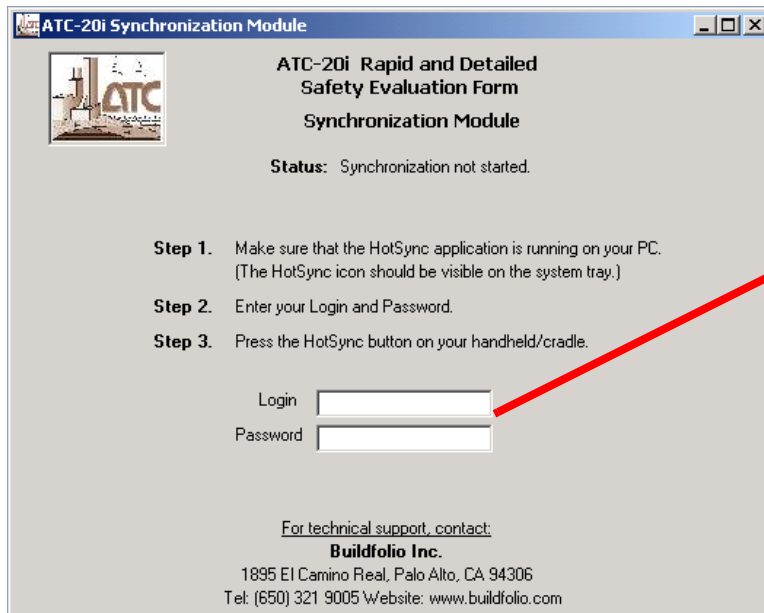 ATC-20i Synchronization Module
ATC
ATC-20i Rapid and Detailed
Safety Evaluation Form
Synchronization Module
Status: Synchronization not started.
Step 1. Make sure that the HotSync application is running on your PC.
(The HotSync icon should be visible on the system tray.)
Step 2. Enter your Login and Password.
Step 3. Press the HotSync button on your handheld/cradle.
Login
Password
For technical support, contact:
Buildfolio Inc.
1895 El Camino Real, Palo Alto, CA 94306
Tel: (650) 321 9005 Website: www.buildfolio.com